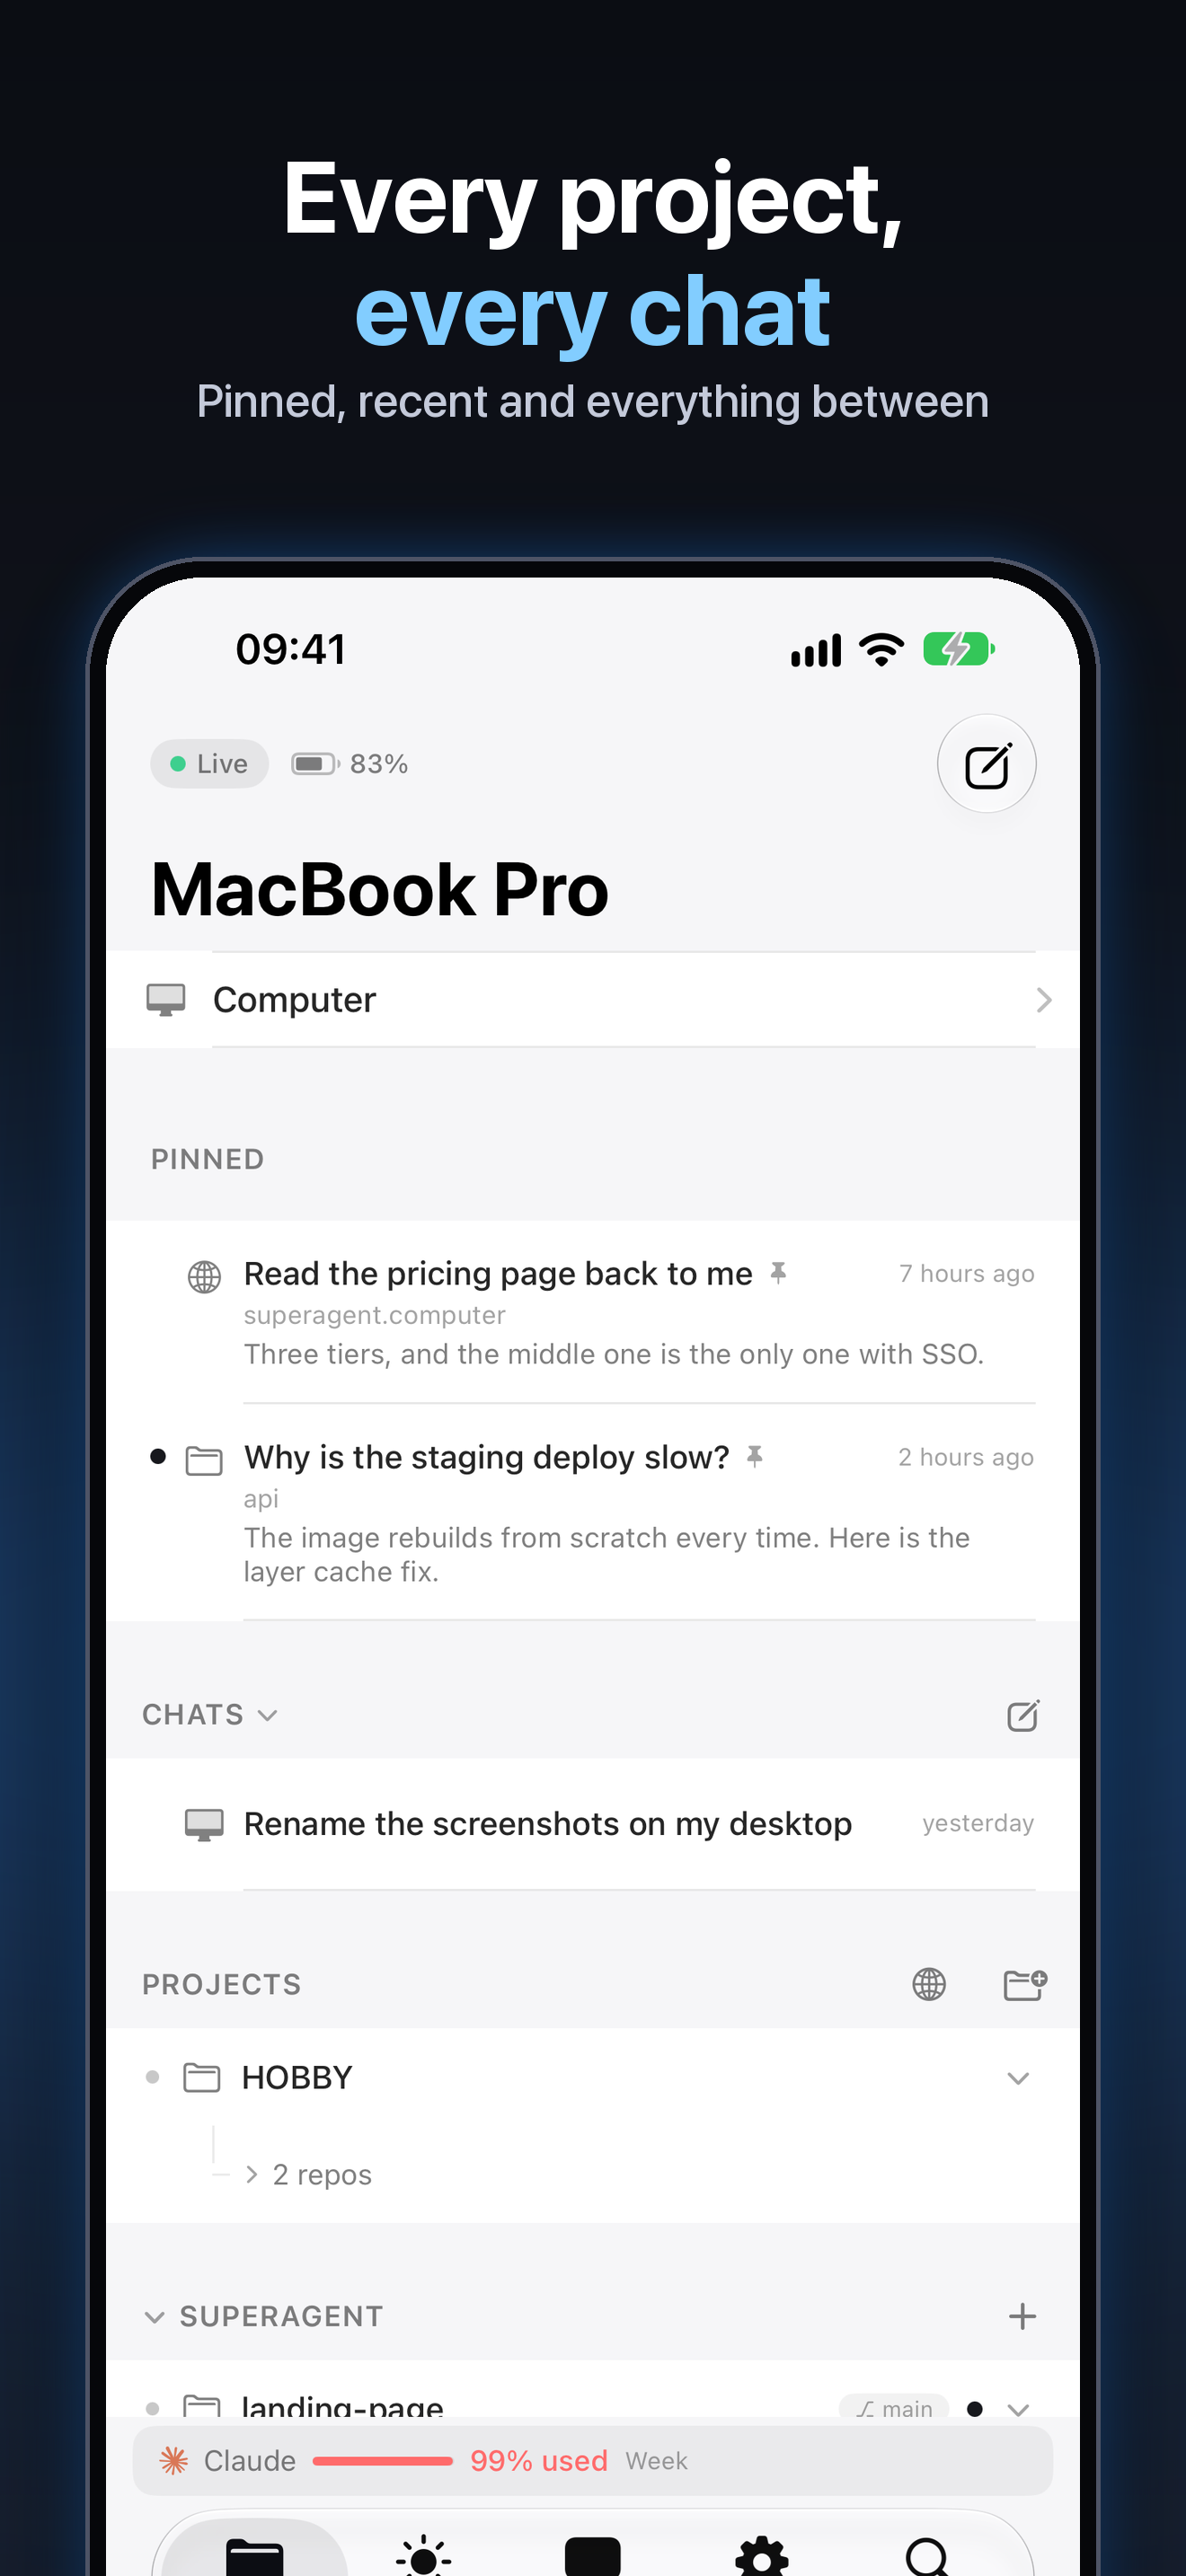 Every project,
every chat
Pinned, recent and everything between
09:41
Live
83%
MacBook Pro
Computer
PINNED
Read the pricing page back to me
7 hours ago
superagent.computer
Three tiers, and the middle one is the only one with SSO.
Why is the staging deploy slow?
2 hours ago
api
The image rebuilds from scratch every time. Here is the
layer cache fix.
CHATS
Rename the screenshots on my desktop
yesterday
PROJECTS
HOBBY
2 repos
SUPERAGENT
landing-page
main
Claude
99% used
Week